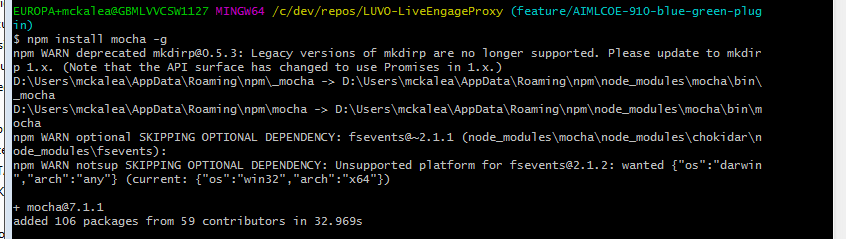 EUROPA+mckalea@GBMLVVCSW1127 MINGW64 /c/dev/repos/LUVO-LiveEngageProxy (feature/AIMLCOE-910-blue-green-plug
in)
$ npm install mocha -g
npm WARN deprecated mkdirp@0.5.3: Legacy versions of mkdirp are no longer supported. Please update to mkdir
p 1.x. (Note that the API surface has changed to use Promises in 1.x.)
D:\Users\mckalea\AppData\Roaming\npm\_mocha -> D:\Users\mckalea\AppData\Roaming\npm\node_modules\mocha\bin\
_mocha
D:\Users\mckalea\AppData\Roaming\npm\mocha -> D:\Users\mckalea\AppData\Roaming\npm\node_modules\mocha\bin\m
ocha
npm WARN optional SKIPPING OPTIONAL DEPENDENCY: fsevents@~2.1.1 (node_modules\mocha\node_modules\chokidar\n
ode_modules\fsevents):
npm WARN notsup SKIPPING OPTIONAL DEPENDENCY: Unsupported platform for fsevents@2.1.2: wanted {"os":"darwin
","arch":"any"} (current: {"os":"win32","arch":"x64"})
+ mocha@7.1.1
added 106 packages from 59 contributors in 32.969s